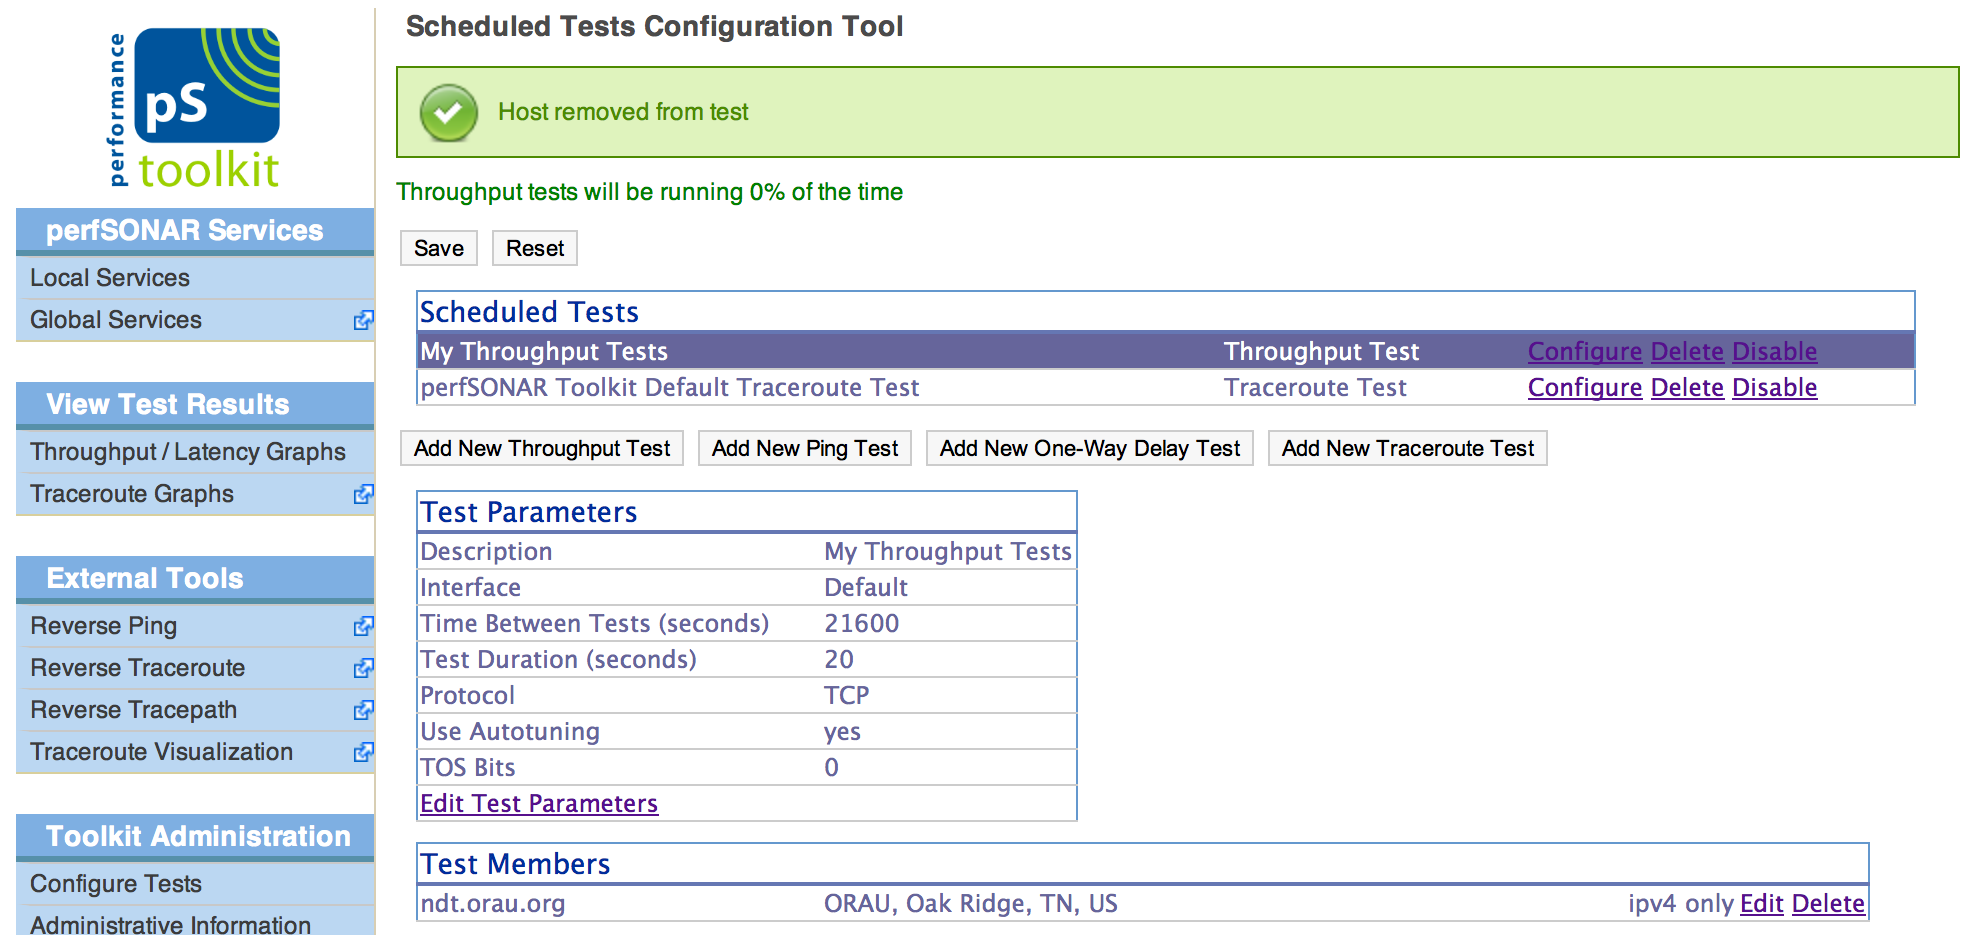 performance
pS
toolkit
perfSONAR Services
Local Services
Global Services
View Test Results
Throughput / Latency Graphs
Traceroute Graphs
External Tools
Reverse Ping
Reverse Traceroute
Reverse Tracepath
Traceroute Visualization
Toolkit Administration
Configure Tests
Administrative Information
Scheduled Tests Configuration Tool
Host removed from test
Throughput tests will be running 0% of the time
Save Reset
Scheduled Tests
My Throughput Tests Throughput Test Configure Delete Disable
perfSONAR Toolkit Default Traceroute Test Traceroute Test Configure Delete Disable
Add New Throughput Test Add New Ping Test Add New One-Way Delay Test Add New Traceroute Test
Test Parameters
Description My Throughput Tests
Interface Default
Time Between Tests (seconds) 21600
Test Duration (seconds) 20
Protocol TCP
Use Autotuning yes
TOS Bits 0
Edit Test Parameters
Test Members
ndt.orau.org ORAU, Oak Ridge, TN, US ipv4 only Edit Delete